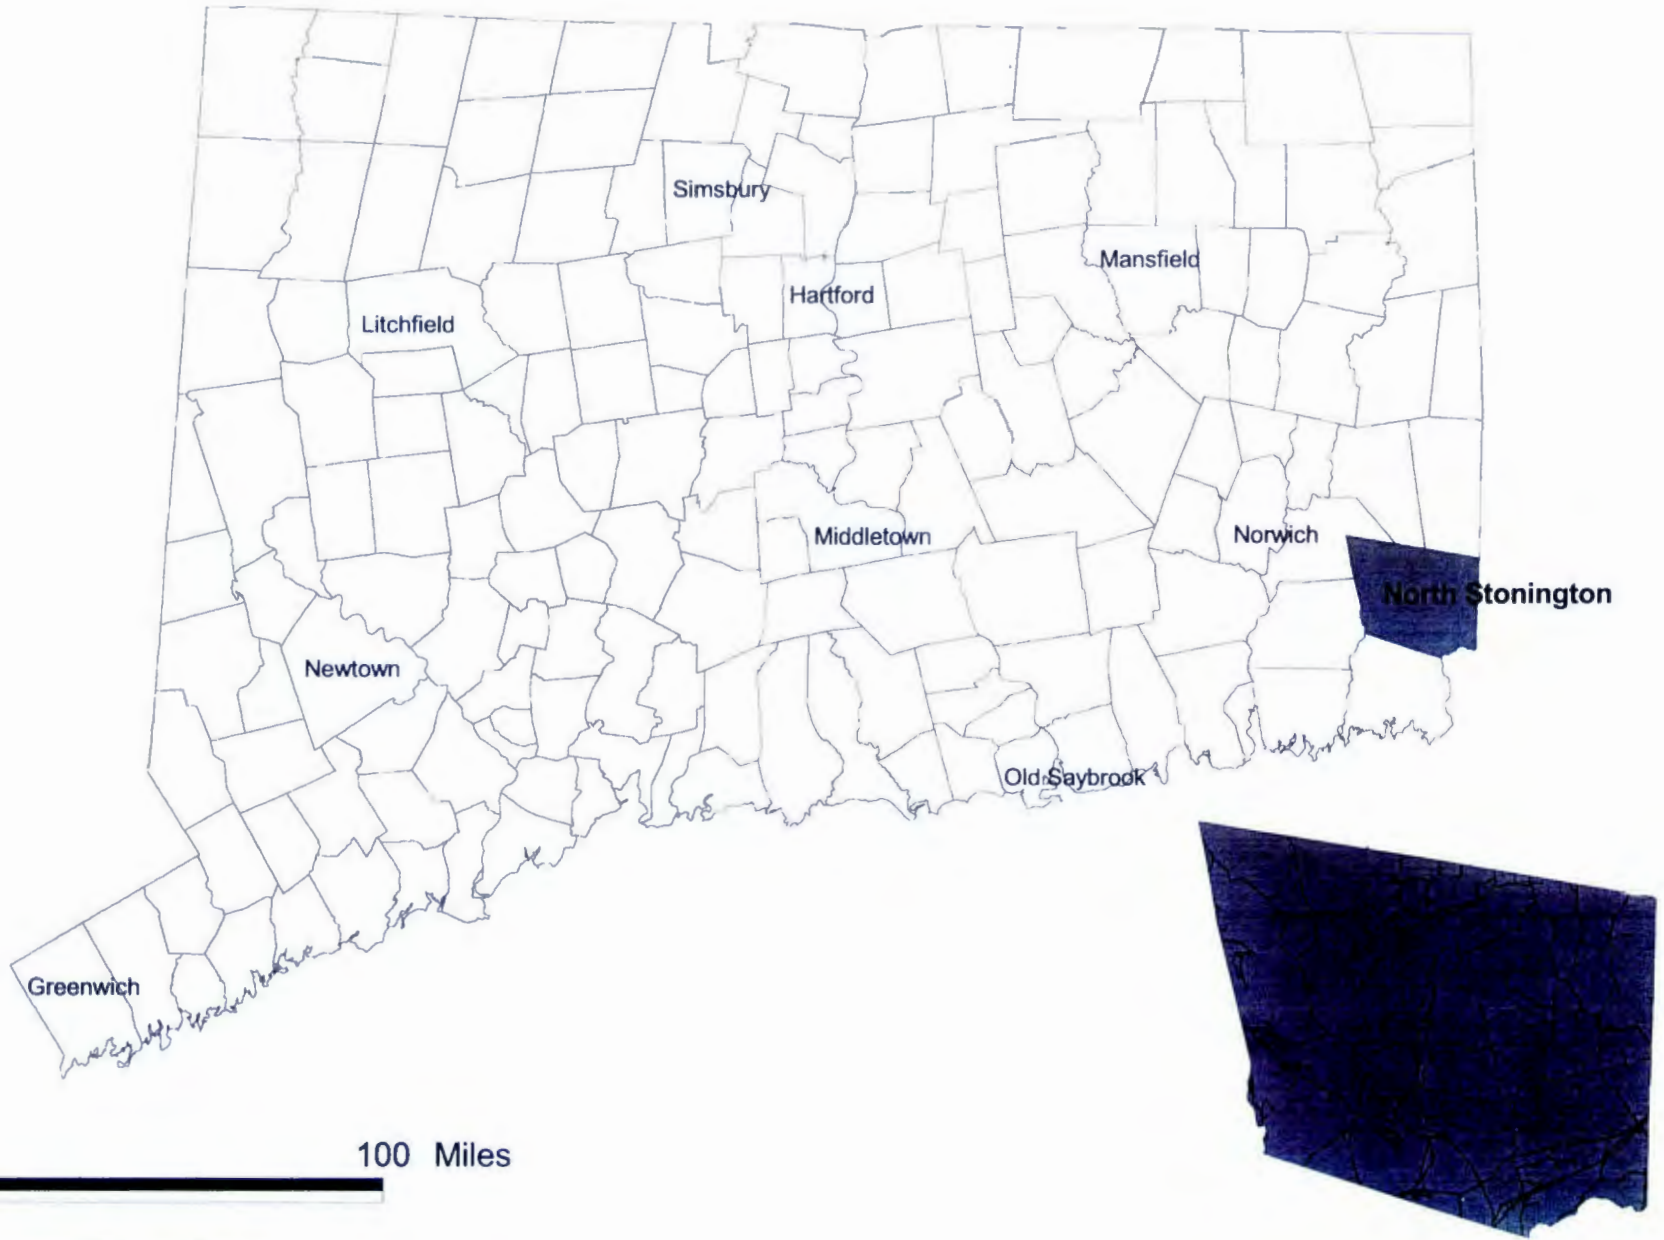 Simsbury
Mansfield
Hartford
Litchfield
Middletown
Norwich
North Stonington
Newtown
Old Saybrook
Greenwich
100 Miles